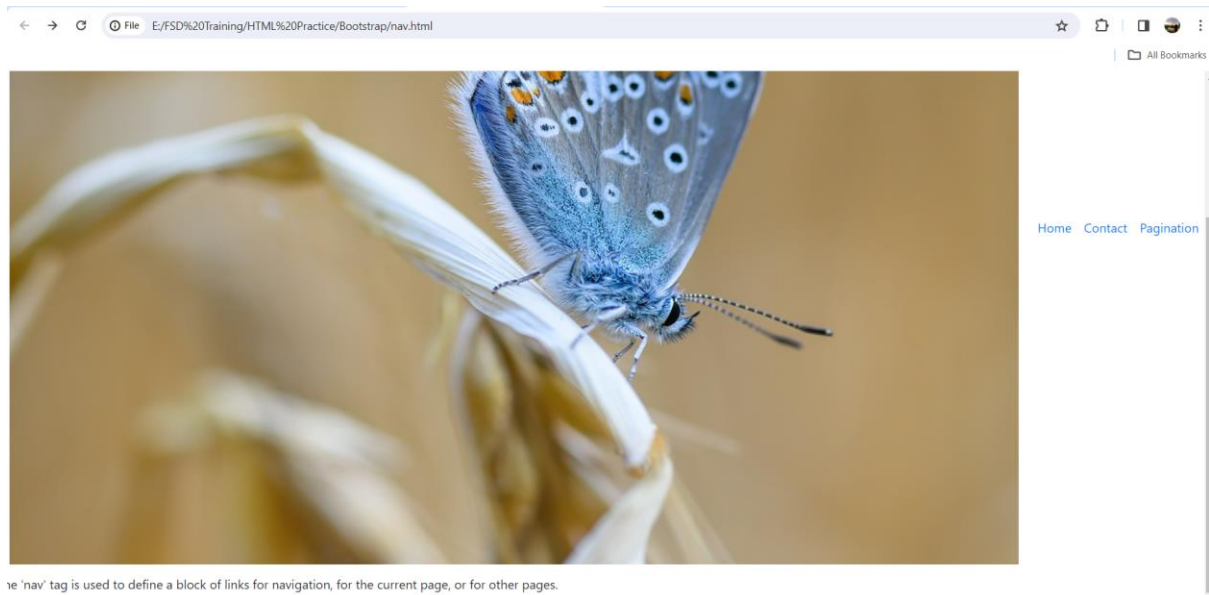 File E:/FSD%20Training/HTML%20Practice/Bootstrap/nav.html
All Bookmarks
Home Contact Pagination
'nav' tag is used to define a block of links for navigation, for the current page, or for other pages.